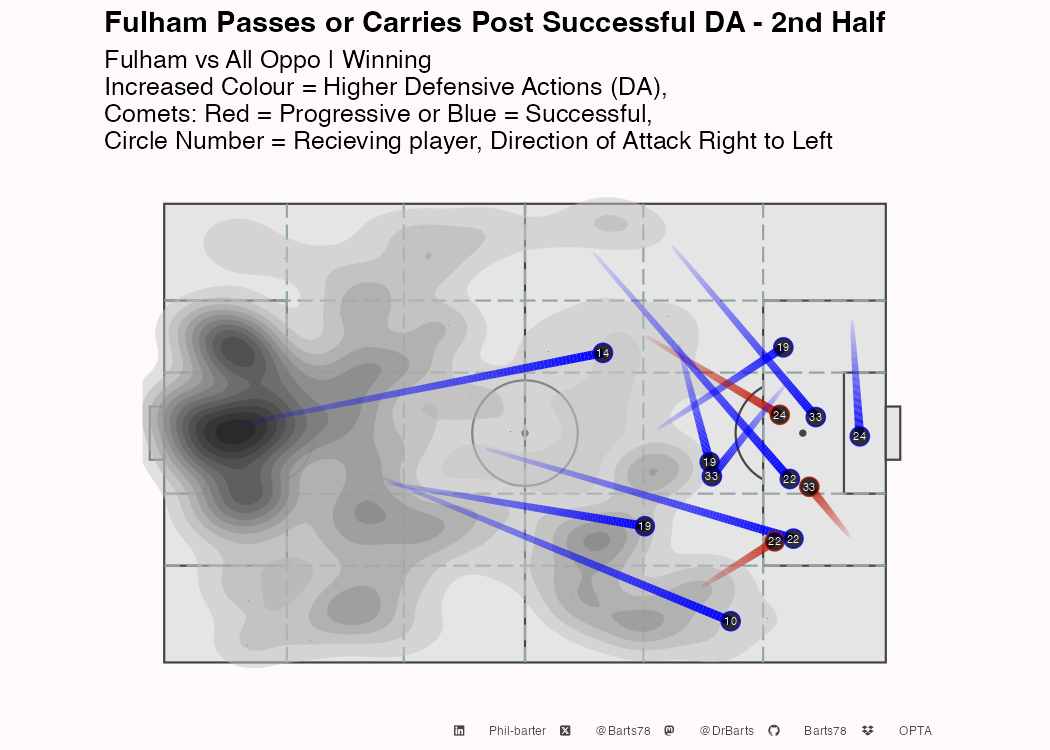 Fulham Passes or Carries Post Successful DA - 2nd Half
Fulham vs All Oppo | Winning
Increased Colour = Higher Defensive Actions (DA),
Comets: Red = Progressive or Blue = Successful,
Circle Number = Recieving player, Direction of Attack Right to Left
19
14
24
33
24
19
33
22
33
19
22
22
10
Phil-barter @Barts78 @DrBarts Barts78 OPTA